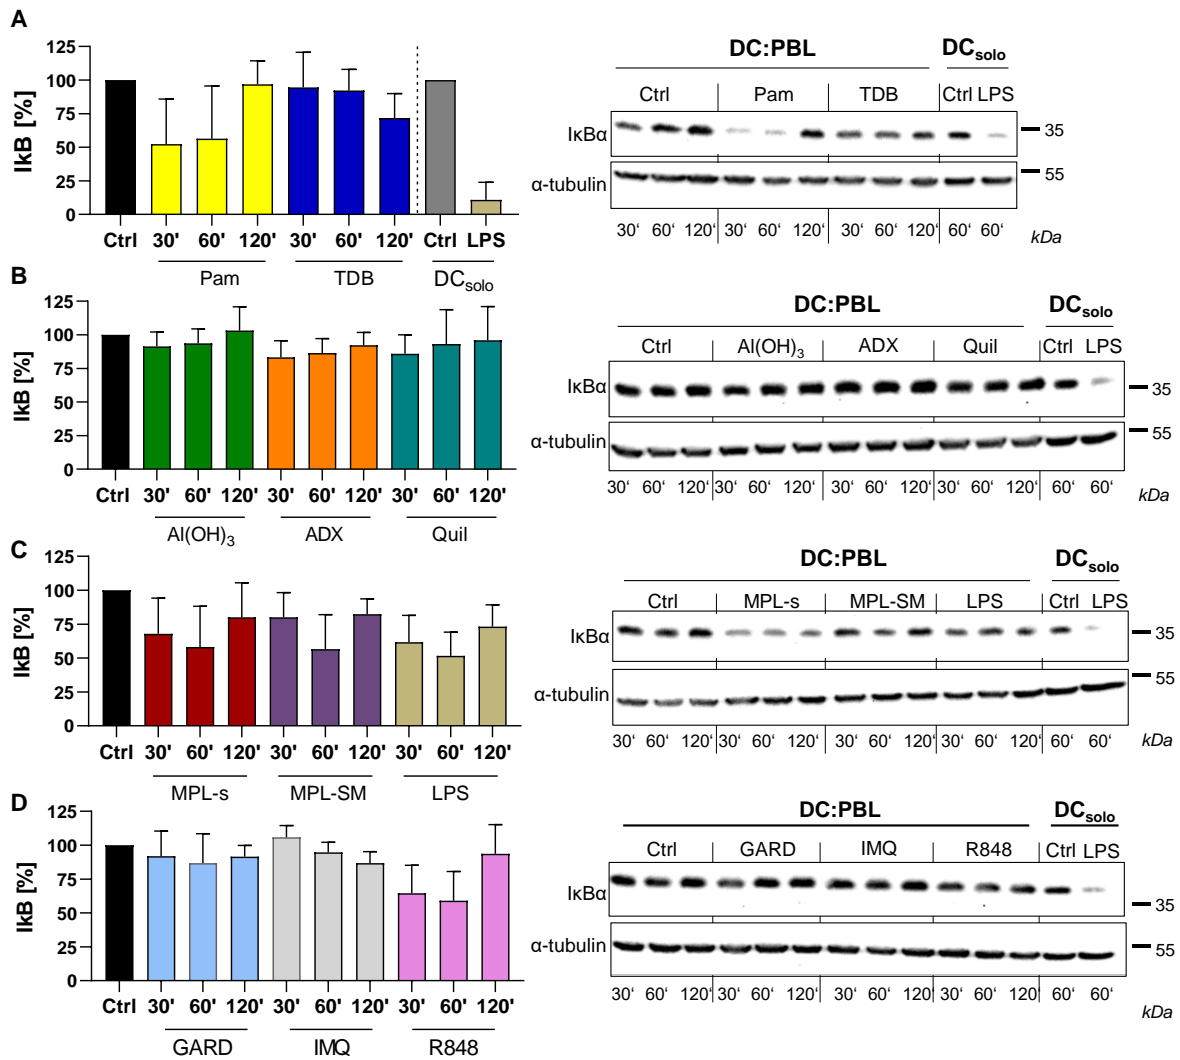 A
IkB [%]
125
100
75
50
25
0
Ctrl 30' 60' 120' 30' 60' 120' Ctrl LPS
Pam TDB DCsolo
DC:PBL DCsolo
Ctrl Pam TDB Ctrl LPS
IκBα 35
α-tubulin 55
30‘ 60‘ 120‘ 30‘ 60‘ 120‘ 30‘ 60‘ 120‘ 60‘ 60‘
kDa
B
IkB [%]
125
100
75
50
25
0
Ctrl 30' 60' 120' 30' 60' 120' 30' 60' 120'
Al(OH)3 ADX Quil
DC:PBL DCsolo
Ctrl Al(OH)3 ADX Quil Ctrl LPS
IκBα 35
α-tubulin 55
30‘ 60‘ 120‘ 30‘ 60‘ 120‘ 30‘ 60‘ 120‘ 30‘ 60‘ 120‘ 60‘ 60‘
kDa
C
IkB [%]
125
100
75
50
25
0
Ctrl 30' 60' 120' 30' 60' 120' 30' 60' 120'
MPL-s MPL-SM LPS
DC:PBL DCsolo
Ctrl MPL-s MPL-SM LPS Ctrl LPS
IκBα 35
α-tubulin 55
30‘ 60‘ 120‘ 30‘ 60‘ 120‘ 30‘ 60‘ 120‘ 30‘ 60‘ 120‘ 60‘ 60‘
kDa
D
IkB [%]
125
100
75
50
25
0
Ctrl 30' 60' 120' 30' 60' 120' 30' 60' 120'
GARD IMQ R848
DC:PBL DCsolo
Ctrl GARD IMQ R848 Ctrl LPS
IκBα 35
α-tubulin 55
30‘ 60‘ 120‘ 30‘ 60‘ 120‘ 30‘ 60‘ 120‘ 30‘ 60‘ 120‘ 60‘ 60‘
kDa